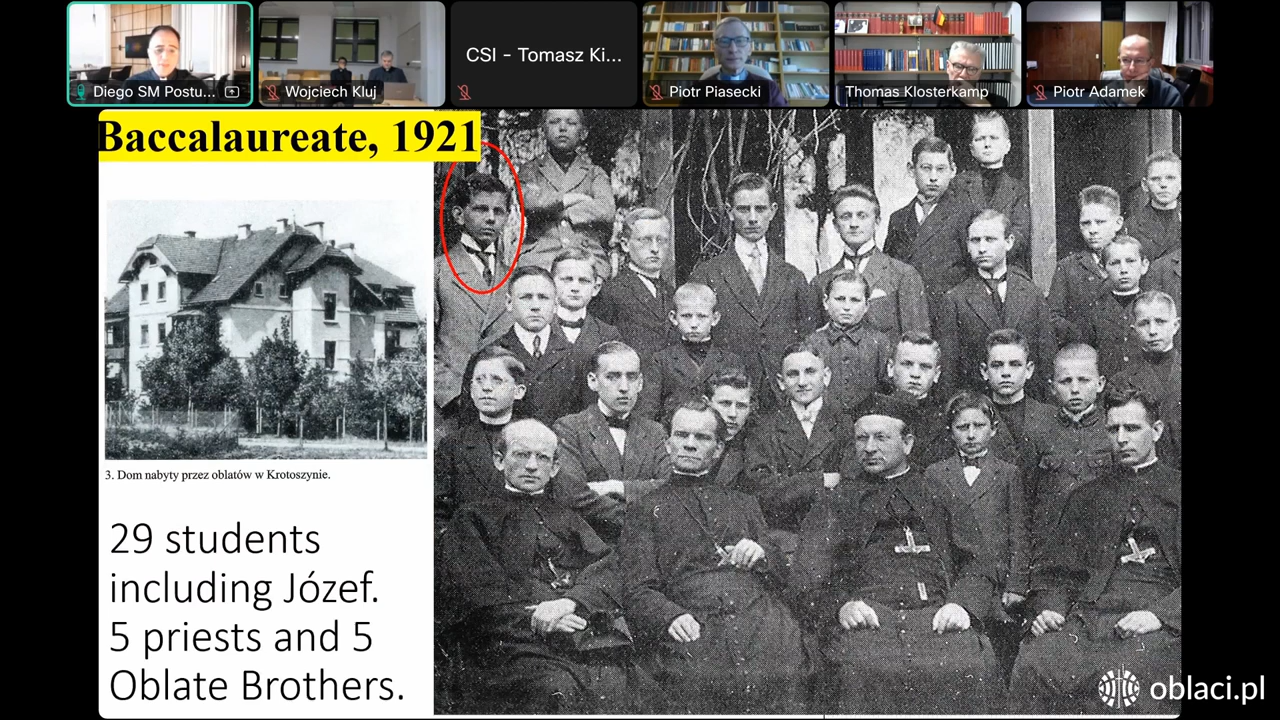 Diego SM Postu...
Wojciech Kluj
CSI - Tomasz Ki...
Piotr Piasecki
Thomas Klosterkamp
Piotr Adamek
Baccalaureate, 1921
3. Dom nabyty przez oblatów w Krotoszynie.
29 students
including Józef.
5 priests and 5
Oblate Brothers.
oblaci.pl